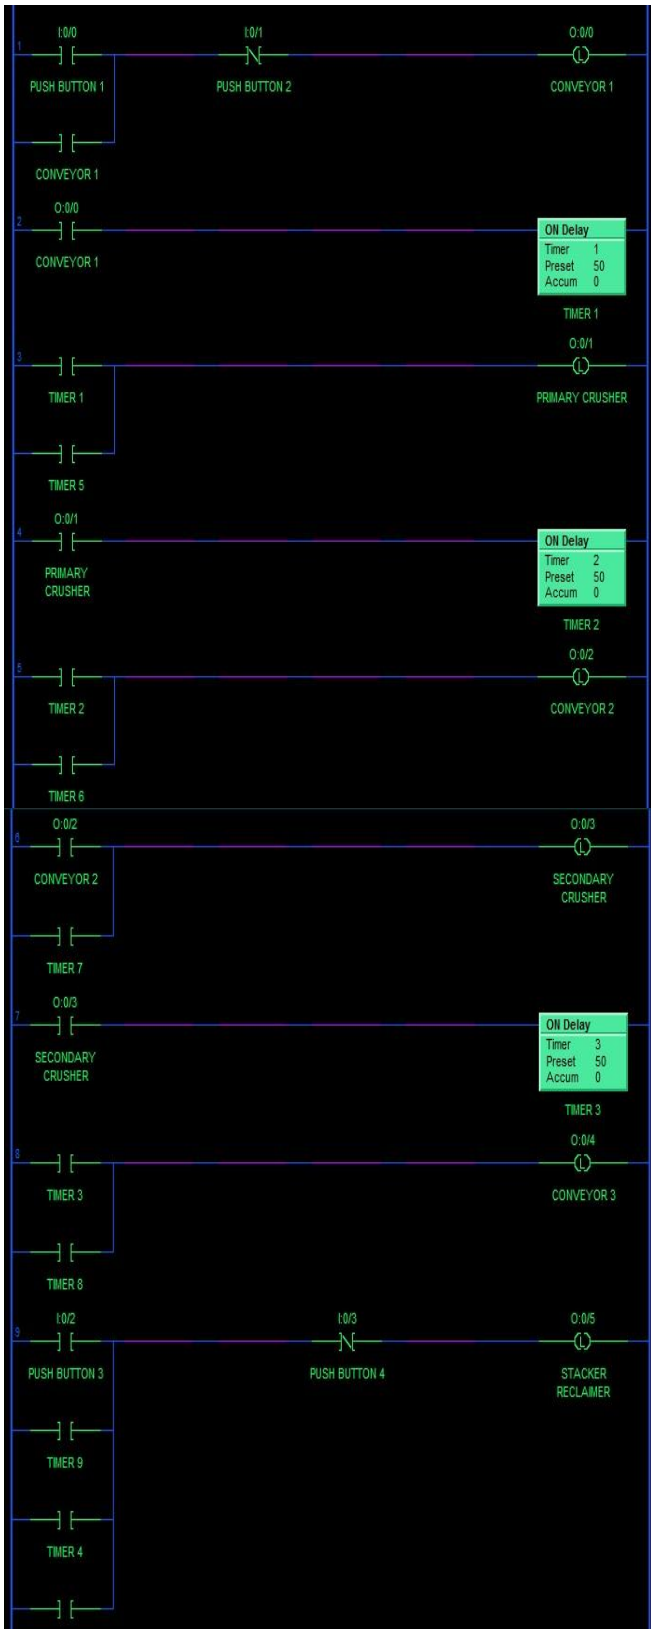 I:0/0 I:0/1 O:0/0
1
L
PUSH BUTTON 1 PUSH BUTTON 2 CONVEYOR 1
CONVEYOR 1
O:0/0
2
ON Delay
CONVEYOR 1
Timer 1
Preset 50
Accum 0
TIMER 1
O:0/1
3
L
TIMER 1 PRIMARY CRUSHER
TIMER 5
O:0/1
4
ON Delay
PRIMARY
CRUSHER
Timer 2
Preset 50
Accum 0
TIMER 2
O:0/2
5
L
TIMER 2 CONVEYOR 2
TIMER 6
O:0/2 O:0/3
6
L
CONVEYOR 2 SECONDARY
CRUSHER
TIMER 7
O:0/3
7
ON Delay
SECONDARY
CRUSHER
Timer 3
Preset 50
Accum 0
TIMER 3
O:0/4
8
L
TIMER 3 CONVEYOR 3
TIMER 8
I:0/2 I:0/3 O:0/5
9
L
PUSH BUTTON 3 PUSH BUTTON 4 STACKER
RECLAIMER
TIMER 9
TIMER 4